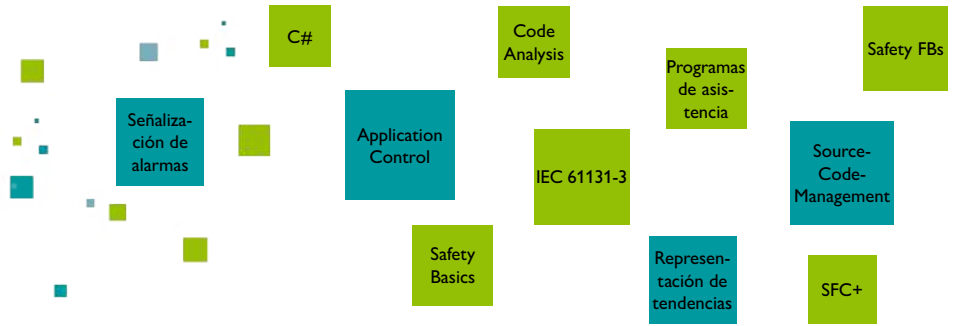 C#
Code
Analysis
Safety FBs
Programas
de asis-
tencia
Señaliza-
ción de
alarmas
Application
Control
IEC 61131-3
Source-
Code-
Management
Safety
Basics
Represen-
tación de
tendencias
SFC+